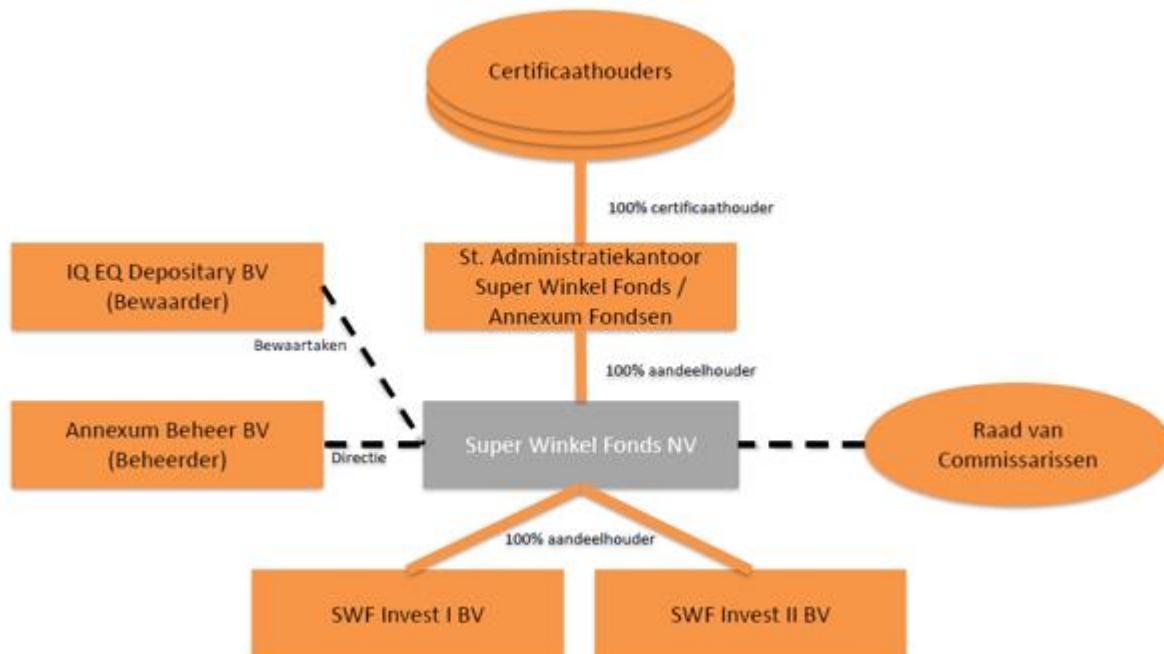 Certificaathouders
100% certificaathouder
IQ EQ Depositary BV
(Bewaarder)
St. Administratiekantoor
Super Winkel Fonds /
Annexum Fondsen
Bewaartaken
100% aandeelhouder
Annexum Beheer BV
(Beheerder)
Directie
Super Winkel Fonds NV
Raad van
Commissarissen
100% aandeelhouder
SWF Invest I BV
SWF Invest II BV